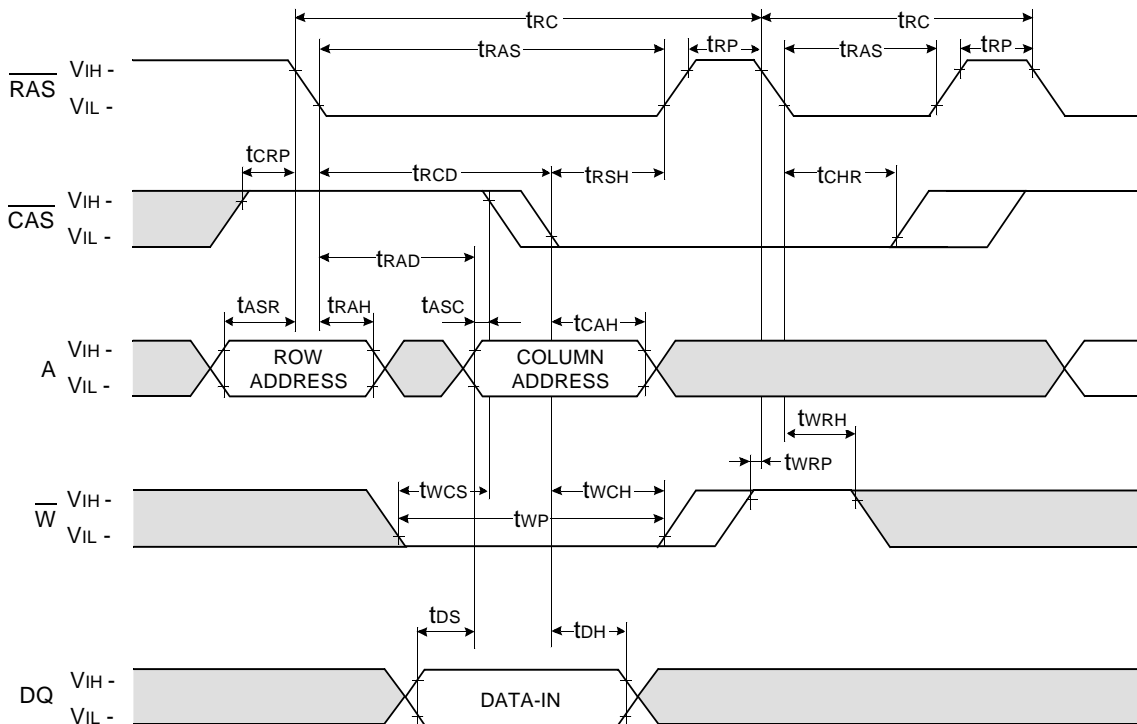 tRC tRC
tRAS tRP tRAS tRP
RAS VIH -
VIL -
tCRP tRCD tRSH tCHR
CAS VIH -
VIL -
tRAD
tASR tRAH tASC tCAH
A VIH -
VIL -
ROW
ADDRESS
COLUMN
ADDRESS
tWRH
tWRP
tWCS tWCH
W VIH -
VIL -
tWP
tDS tDH
DQ VIH -
VIL -
DATA-IN